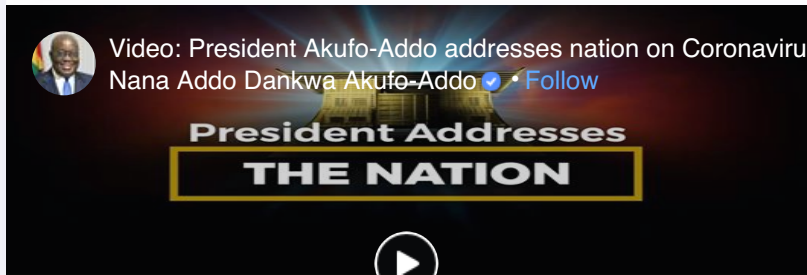 Video: President Akufo-Addo addresses nation on Coronaviru
Nana Addo Dankwa Akufo-Addo • Follow
President Addresses
THE NATION